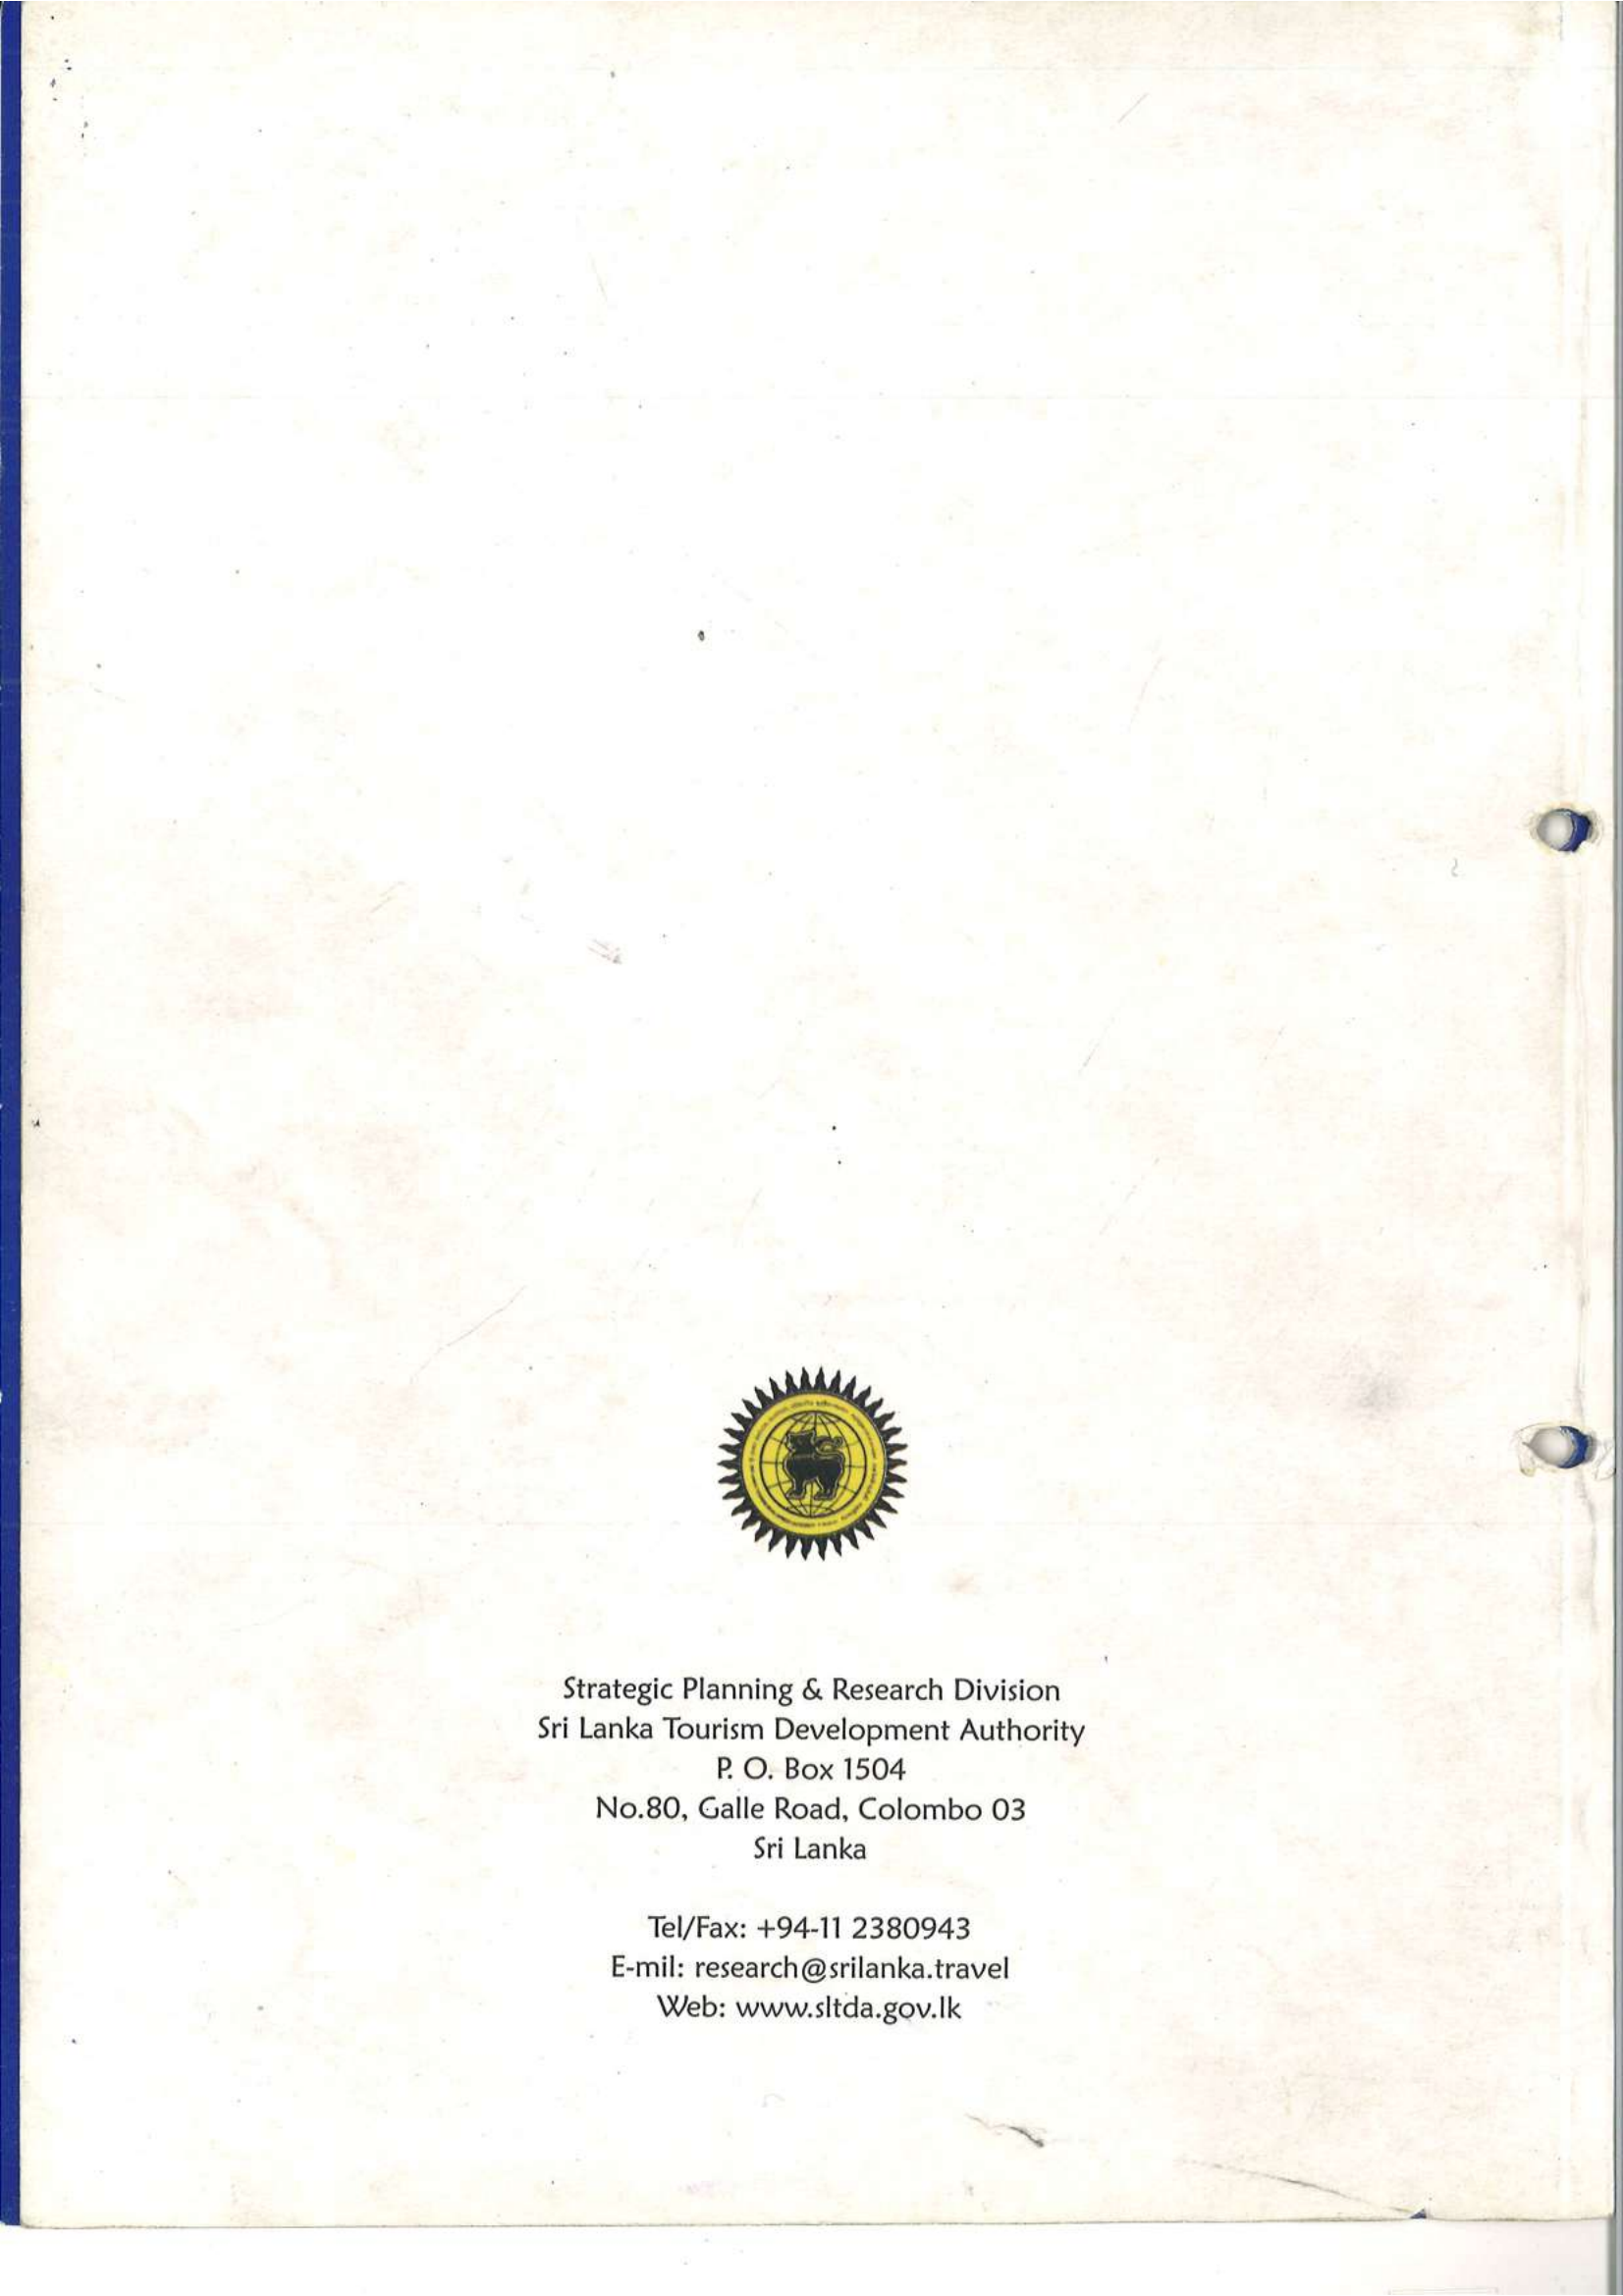 Strategic Planning & Research Division
Sri Lanka Tourism Development Authority
P. O. Box 1504
No.80, Galle Road, Colombo 03
Sri Lanka
Tel/Fax: +94-11 2380943
E-mil: research@srilanka.travel
Web: www.sltda.gov.lk